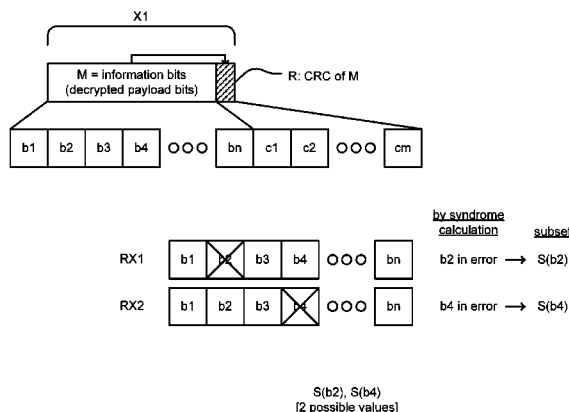 X1
M = information bits
(decrypted payload bits)
R: CRC of M
b1 b2 b3 b4 OOO bn c1 c2 OOO cm
by syndrome
calculation
subset
RX1 b1 b2 b3 b4 OOO bn b2 in error → S(b2)
RX2 b1 b2 b3 b4 OOO bn b4 in error → S(b4)
S(b2), S(b4)
[2 possible values]